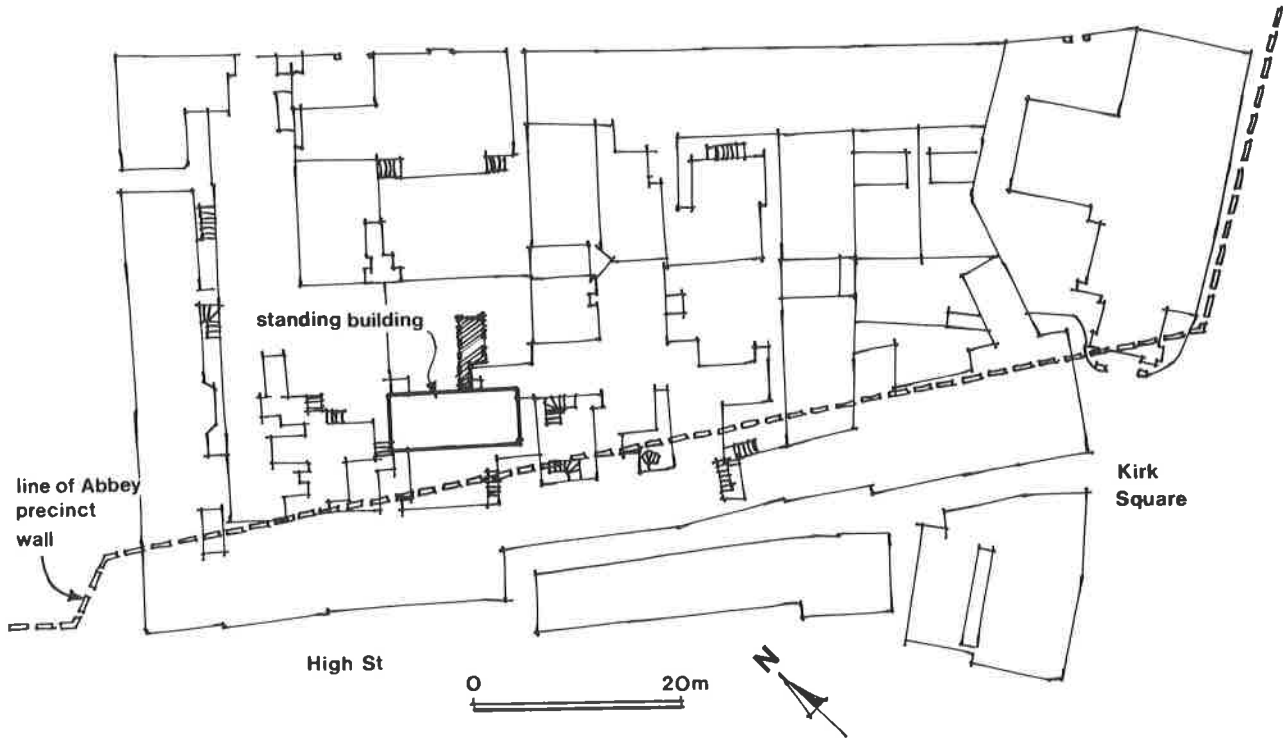 standing building
line of Abbey
precinct
wall
Kirk
Square
High St
0 20m
N